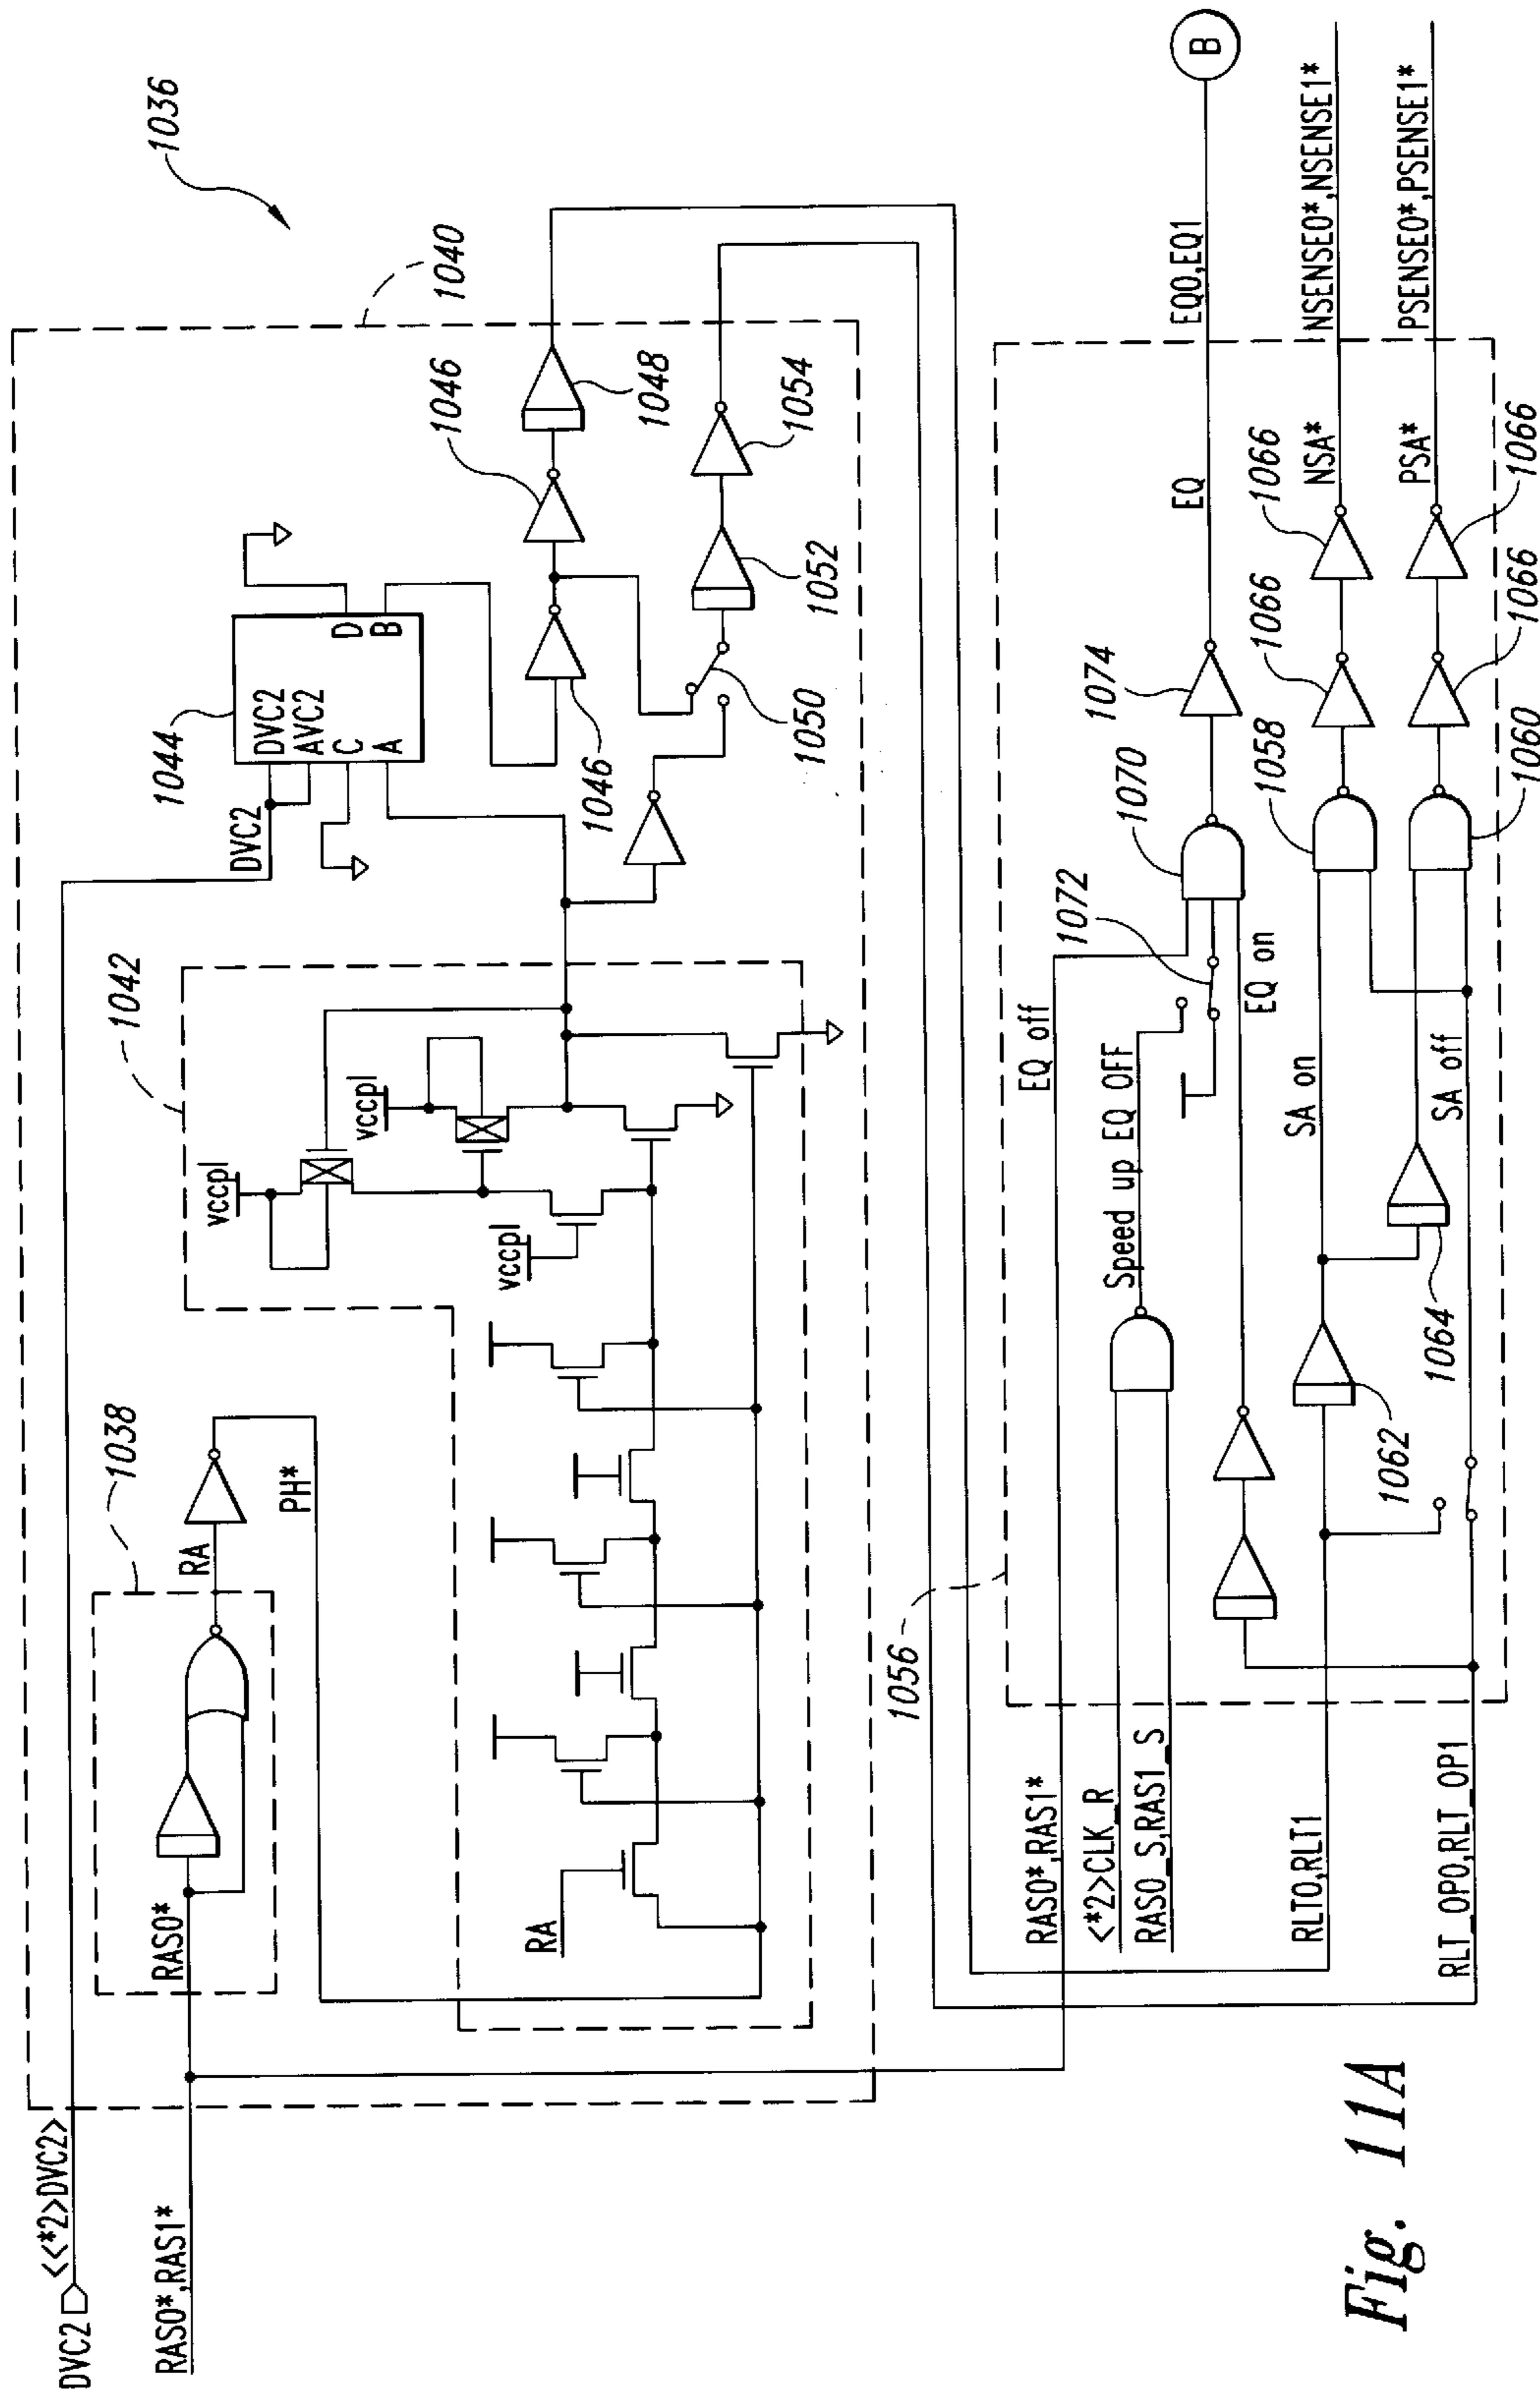 1036
DVC2
<<*2>DVC2>
RAS0*,RAS1*
1038
RAS0*
RA
PH*
1042
vccpl
vccpl
vccpl
RA
1044
DVC2
DVC2
AVC2
C
A
D
B
1040
1046
1046
1048
1050
1052
1054
1056
RAS0*,RAS1*
<*2>CLK_R
RAS0_S,RAS1_S
RLT0,RLT1
RLT_OP0,RLT_OP1
EQ off
Speed up EQ OFF
EQ on
SA on
SA off
1072
1070
1074
EQ
EQ0,EQ1
B
1062
1064
1058
1060
1066
1066
1066
1066
NSA*
PSA*
NSENSE0*,NSENSE1*
PSENSE0*,PSENSE1*
Fig. 11A